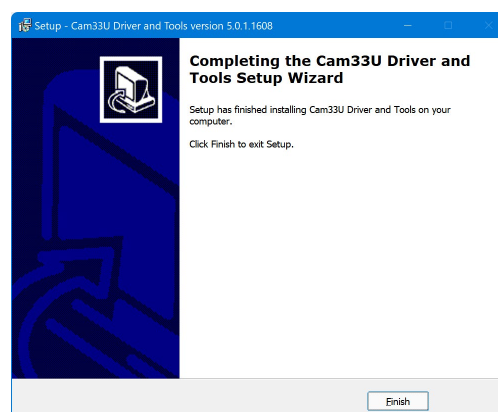 Setup - Cam33U Driver and Tools version 5.0.1.1608
Completing the Cam33U Driver and
Tools Setup Wizard
Setup has finished installing Cam33U Driver and Tools on your
computer.
Click Finish to exit Setup.
Finish